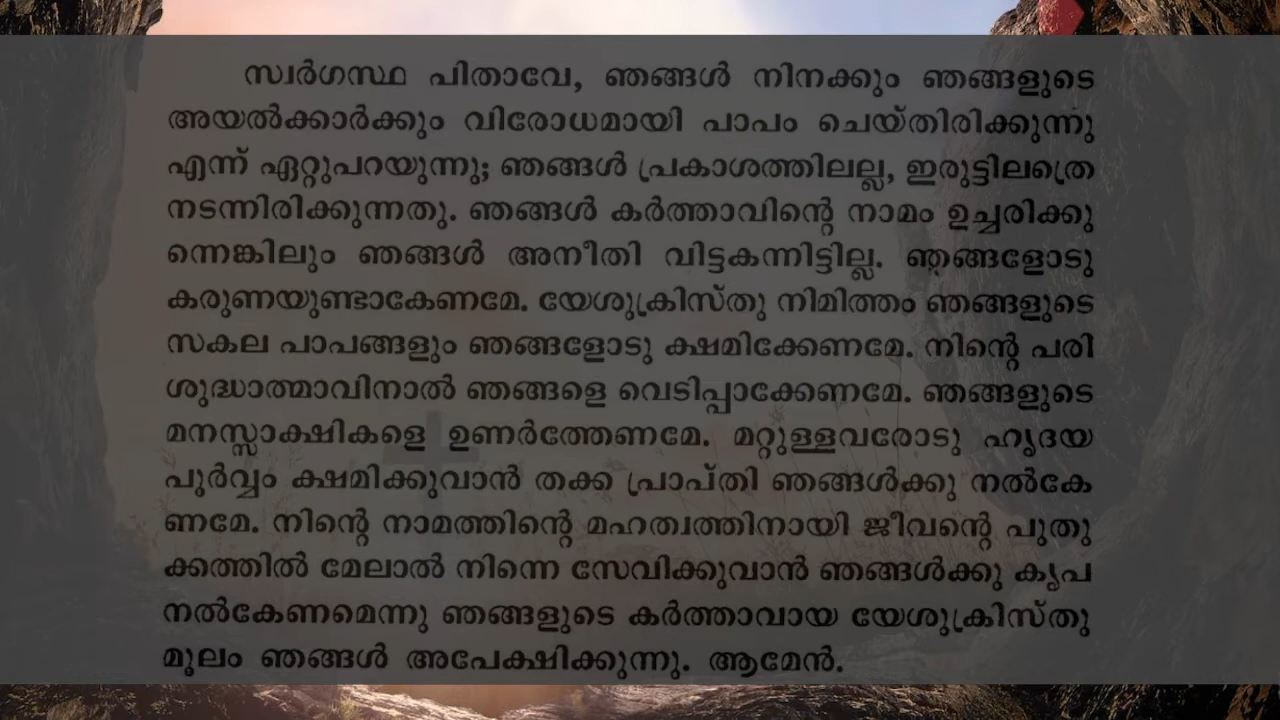 സ്വർഗസ്ഥ പിതാവേ, ഞങ്ങൾ നിനക്കും ഞങ്ങളുടെ
അയൽക്കാർക്കും വിരോധമായി പാപം ചെയ്തിരിക്കുന്നു
എന്ന് ഏറ്റുപറയുന്നു; ഞങ്ങൾ പ്രകാശത്തിലല്ല, ഇരുട്ടിലത്രെ
നടന്നിരിക്കുന്നതു. ഞങ്ങൾ കർത്താവിന്റെ നാമം ഉച്ചരിക്കു
ന്നെങ്കിലും ഞങ്ങൾ അനീതി വിട്ടകന്നിട്ടില്ല. ഞങ്ങളോടു
കരുണയുണ്ടാകേണമേ. യേശുക്രിസ്തു നിമിത്തം ഞങ്ങളുടെ
സകല പാപങ്ങളും ഞങ്ങളോടു ക്ഷമിക്കേണമേ. നിന്റെ പരി
ശുദ്ധാത്മാവിനാൽ ഞങ്ങളെ വെടിപ്പാക്കേണമേ. ഞങ്ങളുടെ
മനസ്സാക്ഷികളെ ഉണർത്തേണമേ. മറ്റുള്ളവരോടു ഹൃദയ
പൂർവ്വം ക്ഷമിക്കുവാൻ തക്ക പ്രാപ്തി ഞങ്ങൾക്കു നൽകേ
ണമേ. നിന്റെ നാമത്തിന്റെ മഹത്വത്തിനായി ജീവന്റെ പുതു
ക്കത്തിൽ മേലാൽ നിന്നെ സേവിക്കുവാൻ ഞങ്ങൾക്കു കൃപ
നൽകേണമെന്നു ഞങ്ങളുടെ കർത്താവായ യേശുക്രിസ്തു
മൂലം ഞങ്ങൾ അപേക്ഷിക്കുന്നു. ആമേൻ.